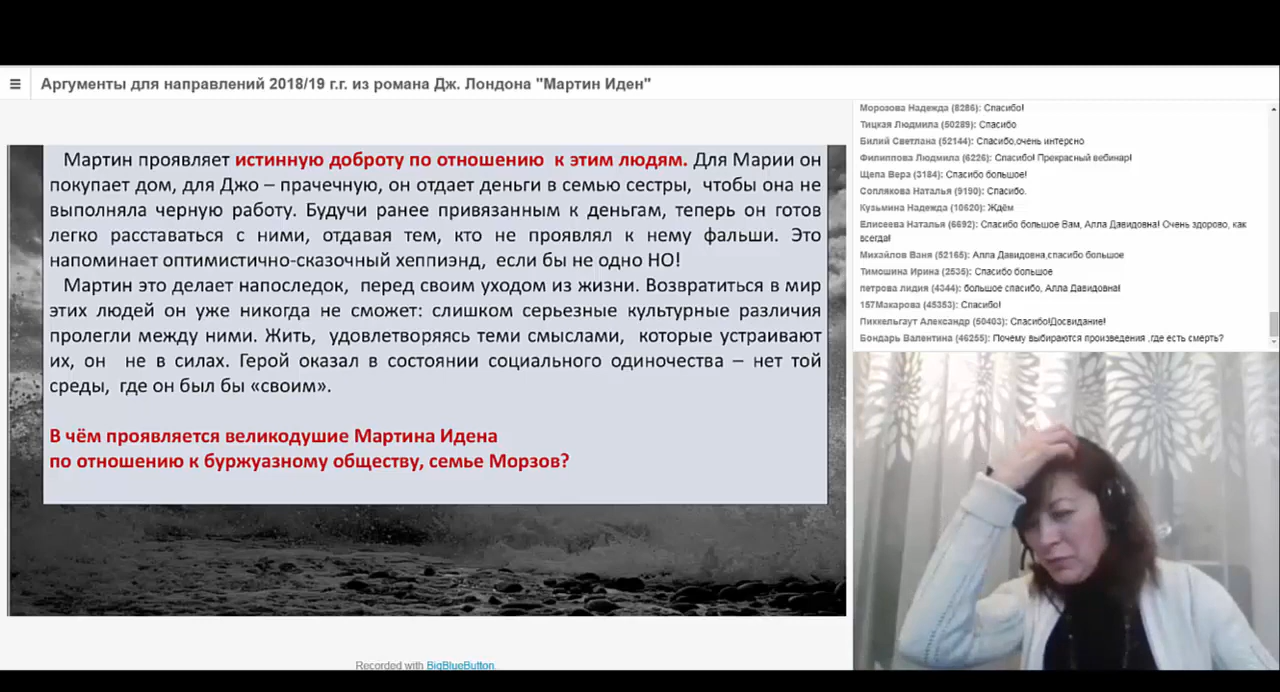 Аргументы для направлений 2018/19 г.г. из романа Дж. Лондона "Мартин Иден"
Мартин проявляет истинную доброту по отношению к этим людям. Для Марии он
покупает дом, для Джо – прачечную, он отдает деньги в семью сестры, чтобы она не
выполняла черную работу. Будучи ранее привязанным к деньгам, теперь он готов
легко расставаться с ними, отдавая тем, кто не проявлял к нему фальши. Это
напоминает оптимистично-сказочный хеппиэнд, если бы не одно НО!
Мартин это делает напоследок, перед своим уходом из жизни. Возвратиться в мир
этих людей он уже никогда не сможет: слишком серьезные культурные различия
пролегли между ними. Жить, удовлетворяясь теми смыслами, которые устраивают
их, он не в силах. Герой оказал в состоянии социального одиночества – нет той
среды, где он был бы «своим».
В чём проявляется великодушие Мартина Идена
по отношению к буржуазному обществу, семье Морзов?
Recorded with BigBlueButton.
Морозова Надежда (8286): Спасибо!
Тицкая Людмила (50289): Спасибо
Билий Светлана (52144): Спасибо,очень интерсно
Филиппова Людмила (6226): Спасибо! Прекрасный вебинар!
Щепа Вера (3184): Спасибо большое!
Соплякова Наталья (9190): Спасибо.
Кузьмина Надежда (10620): Ждём
Елисеева Наталья (6692): Спасибо большое Вам, Алла Давидовна! Очень здорово, как
всегда!
Михайлов Ваня (52165): Алла Давидовна,спасибо большое
Тимошина Ирина (2535): Спасибо большое
петрова лидия (4344): большое спасибо, Алла Давидовна!
157Макарова (45353): Спасибо!
Пиккельгаут Александр (50403): Спасибо!Досвидание!
Бондарь Валентина (46255): Почему выбираются произведения ,где есть смерть?